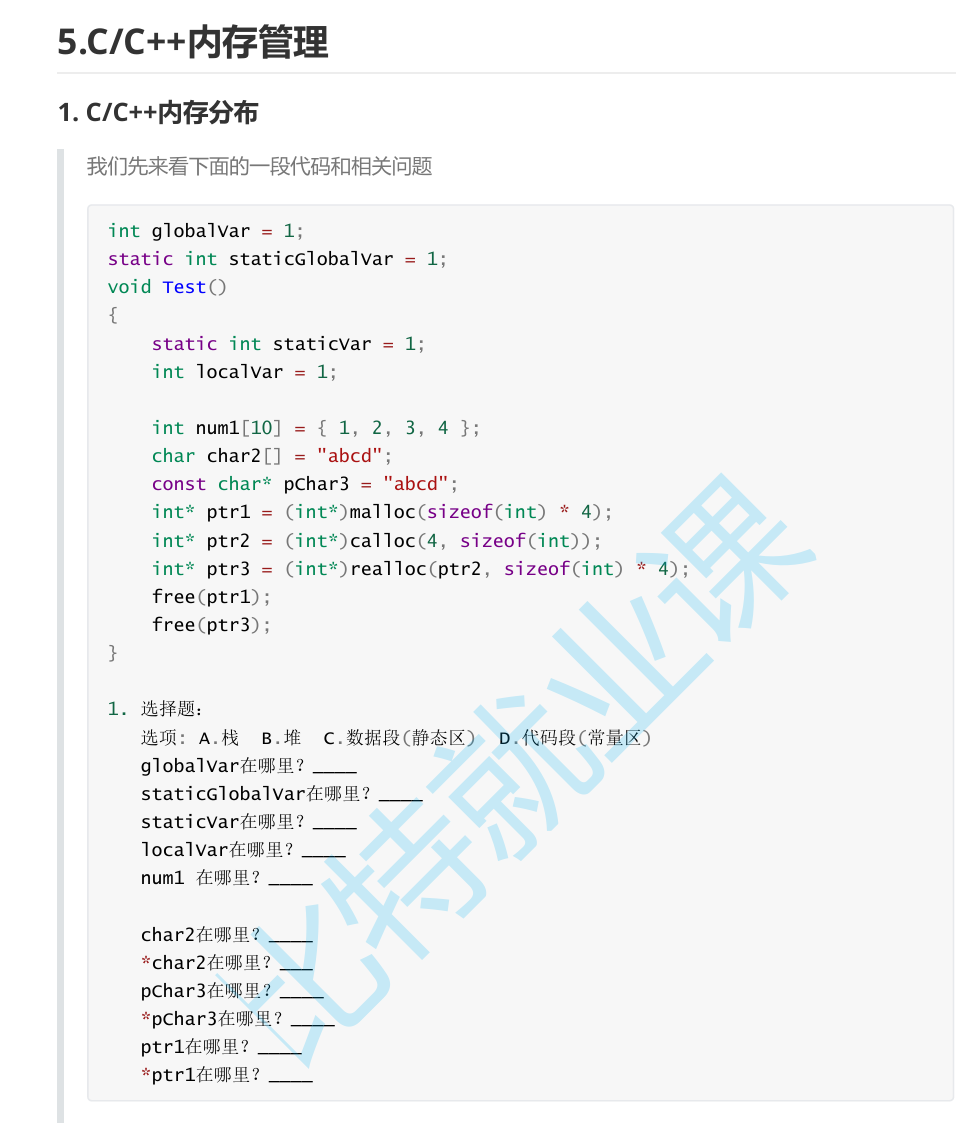 5.C/C++内存管理
1. C/C++内存分布
我们先来看下面的一段代码和相关问题
int globalVar = 1;
static int staticGlobalVar = 1;
void Test()
{
    static int staticVar = 1;
    int localVar = 1;
    int num1[10] = { 1, 2, 3, 4 };
    char char2[] = "abcd";
    const char* pChar3 = "abcd";
    int* ptr1 = (int*)malloc(sizeof(int) * 4);
    int* ptr2 = (int*)calloc(4, sizeof(int));
    int* ptr3 = (int*)realloc(ptr2, sizeof(int) * 4);
    free(ptr1);
    free(ptr3);
}
1. 选择题：
   选项: A.栈  B.堆  C.数据段(静态区)  D.代码段(常量区)
   globalVar在哪里？____
   staticGlobalVar在哪里？____
   staticVar在哪里？____
   localVar在哪里？____
   num1 在哪里？____
   char2在哪里？____
   *char2在哪里？___
   pChar3在哪里？____
   *pChar3在哪里？____
   ptr1在哪里？____
   *ptr1在哪里？____
比特就业课